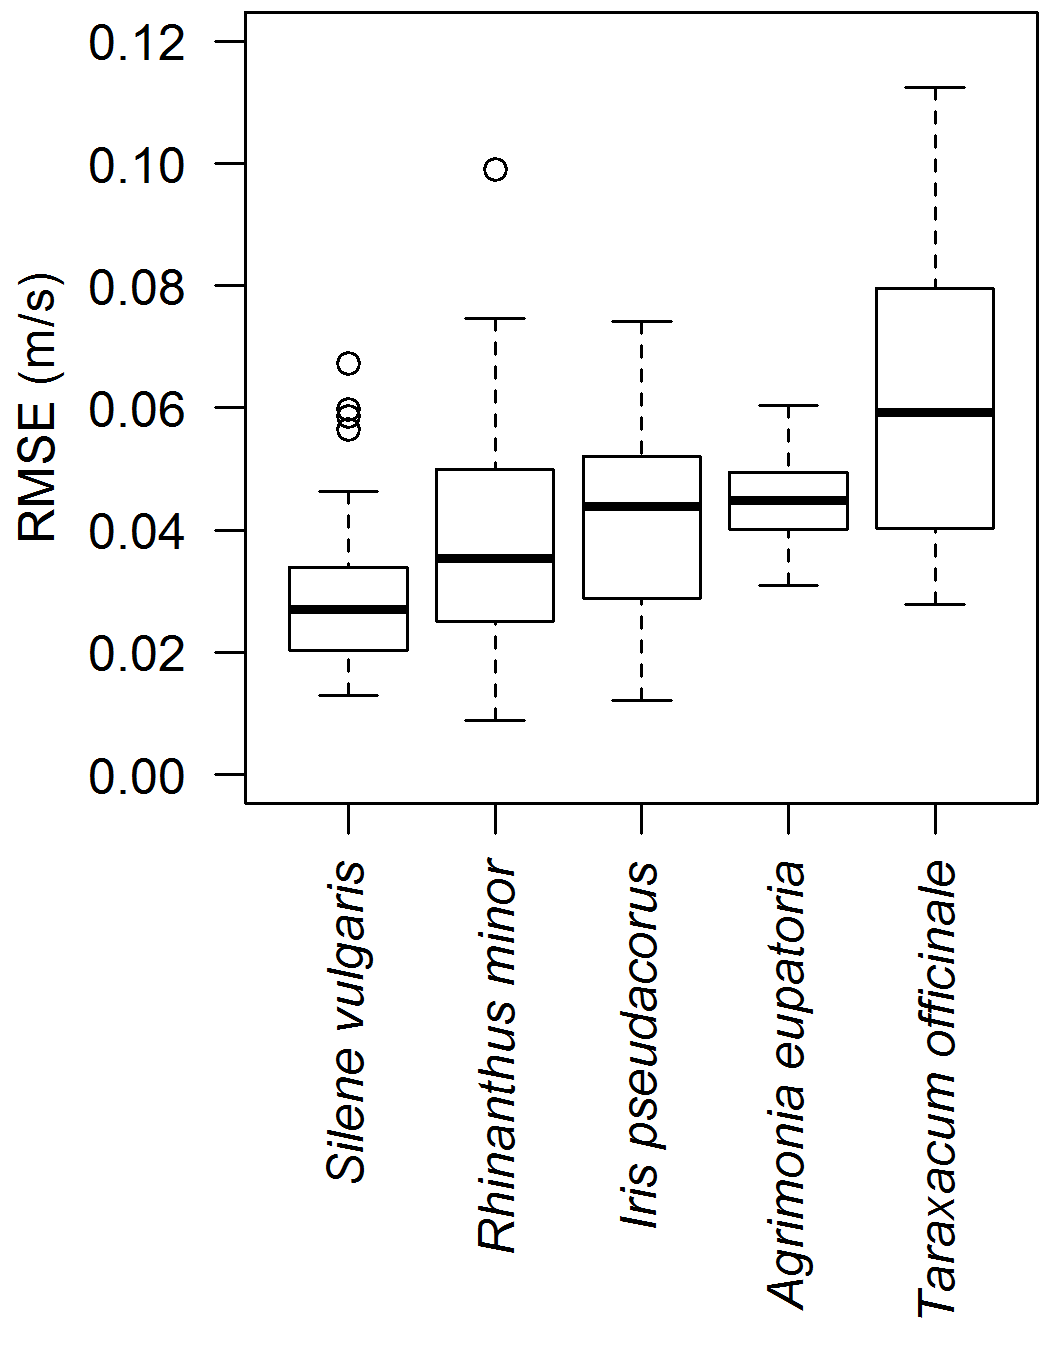 0.12
0.10
0.08
0.06
0.04
0.02
0.00
RMSE (m/s)
Silene vulgaris
Rhinanthus minor
Iris pseudacorus
Agrimonia eupatoria
Taraxacum officinale